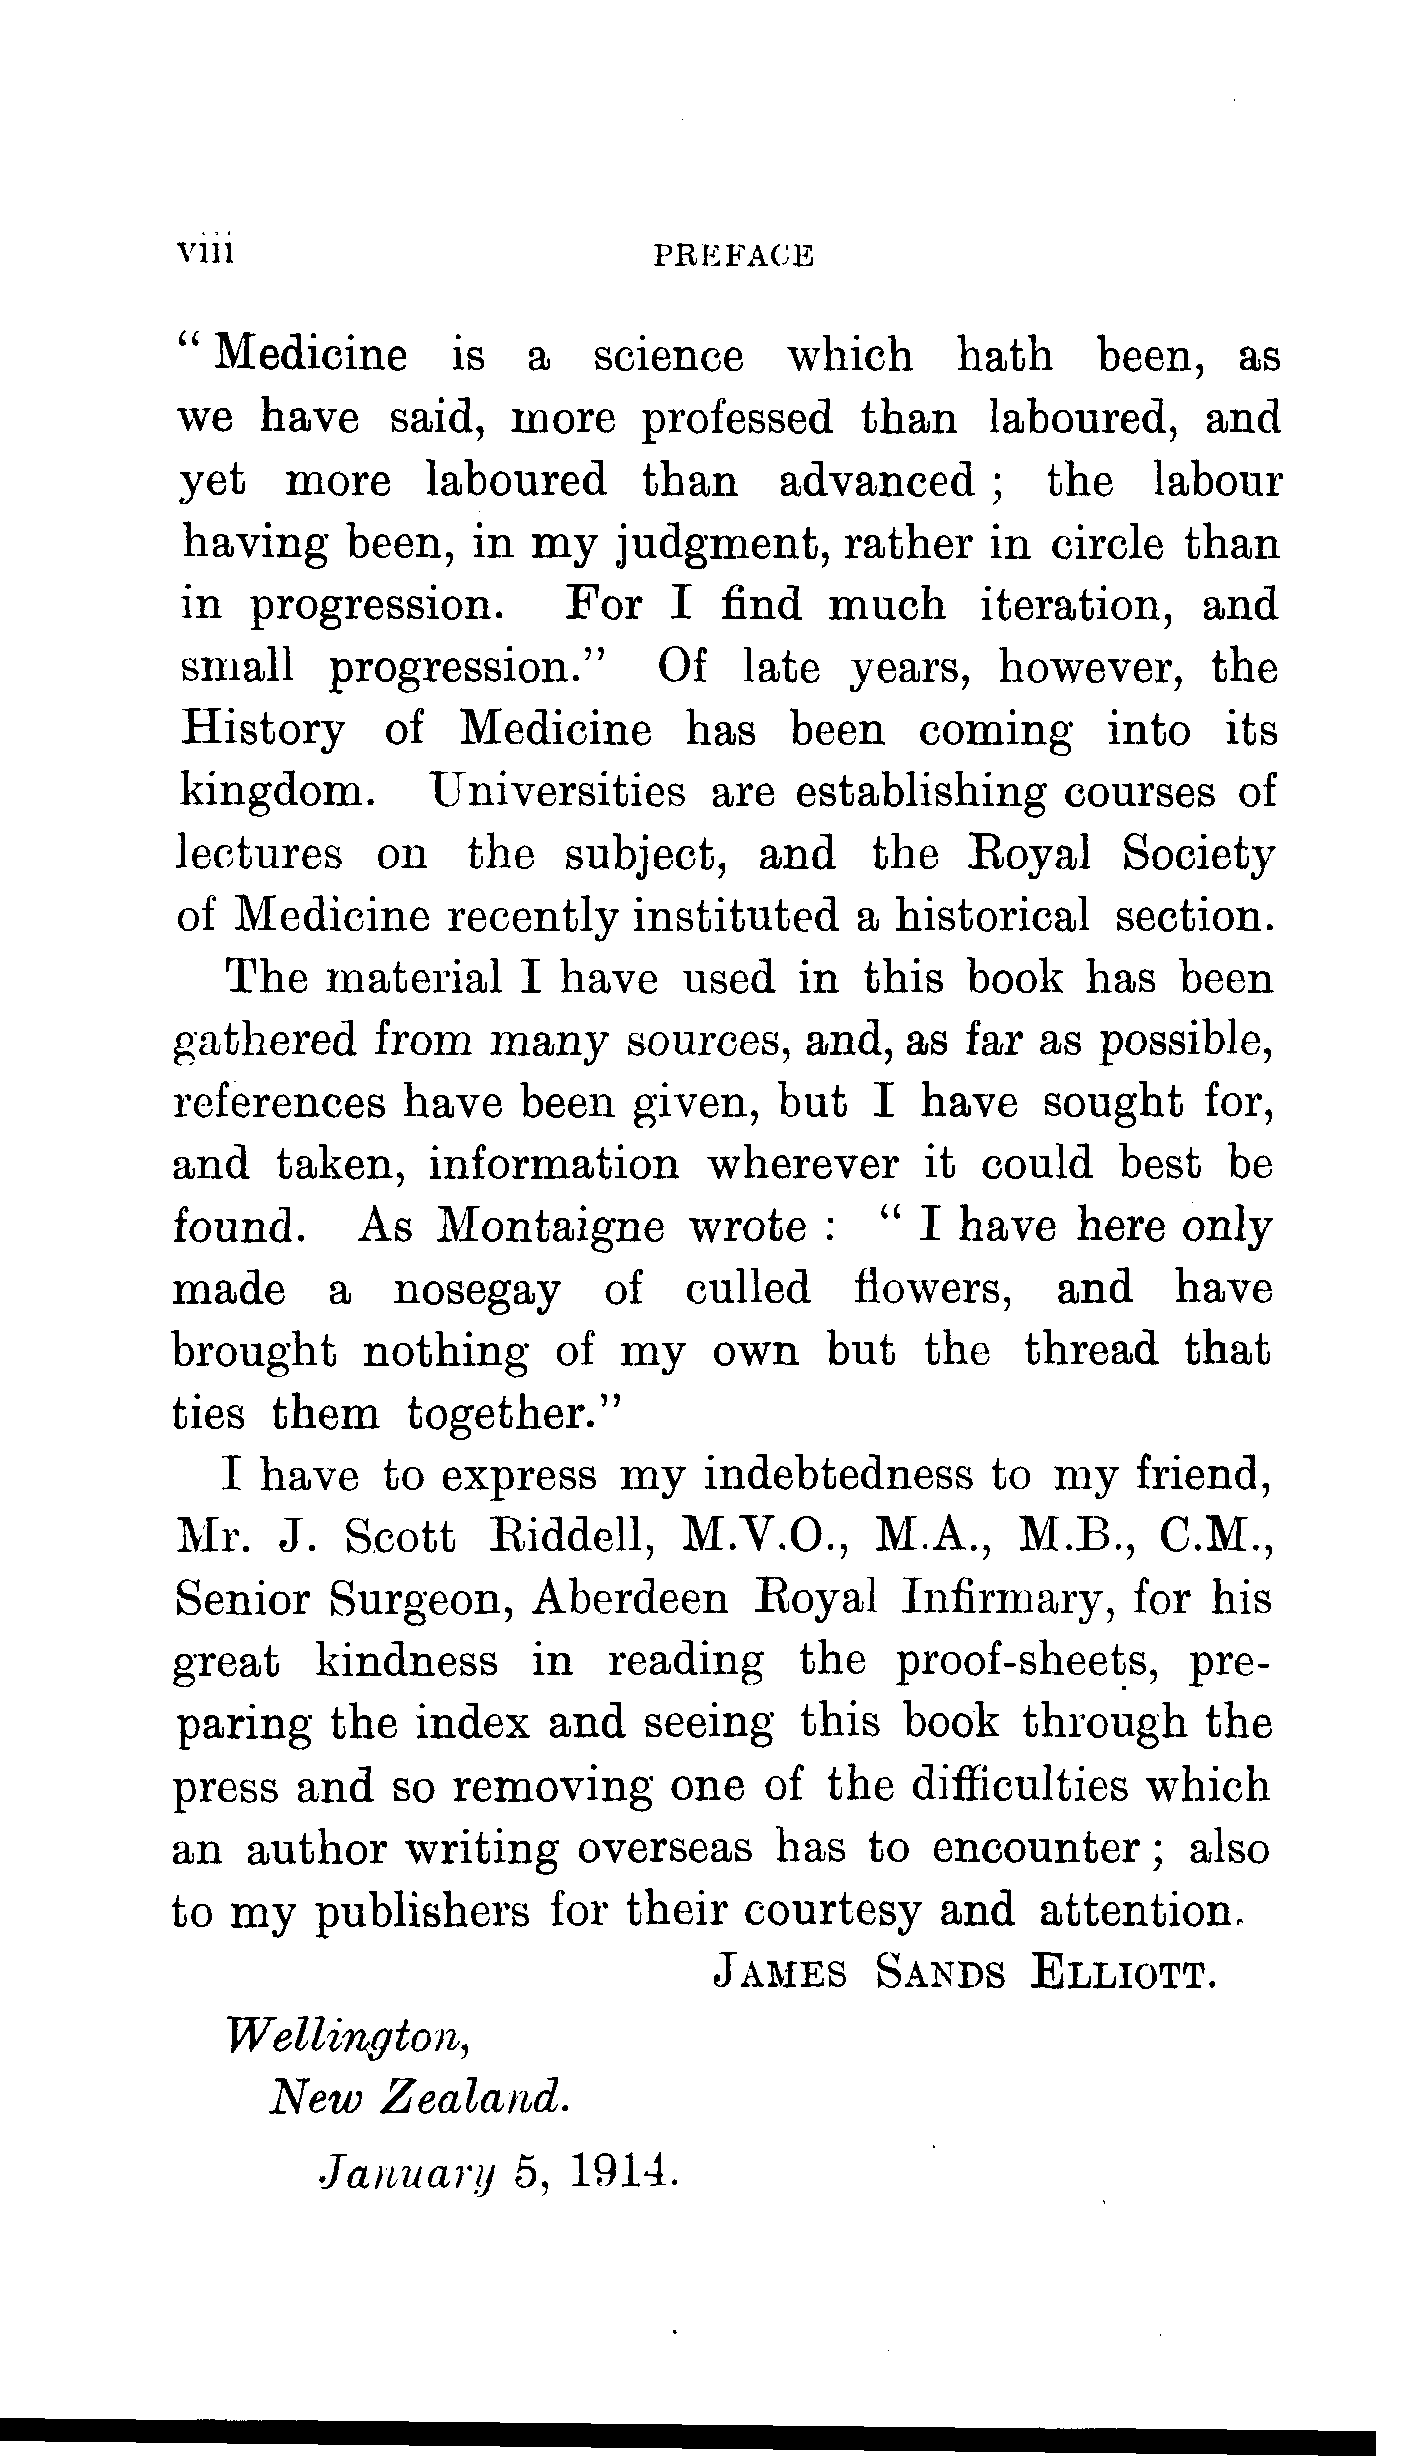 viii PREFACE
“ Medicine is a science which hath been, as
we have said, more professed than laboured, and
yet more laboured than advanced ; the labour
having been, in my judgment, rather in circle than
in progression. For I find much iteration, and
small progression.” Of late years, however, the
History of Medicine has been coming into its
kingdom. Universities are establishing courses of
lectures on the subject, and the Royal Society
of Medicine recently instituted a historical section.
The material I have used in this book has been
gathered from many sources, and, as far as possible,
references have been given, but I have sought for,
and taken, information wherever it could best be
found. As Montaigne wrote : “ I have here only
made a nosegay of culled flowers, and have
brought nothing of my own but the thread that
ties them together.”
I have to express my indebtedness to my friend,
Mr. J. Scott Riddell, M.V.O., M.A., M.B., C.M.,
Senior Surgeon, Aberdeen Royal Infirmary, for his
great kindness in reading the proof-sheets, pre-
paring the index and seeing this book through the
press and so removing one of the difficulties which
an author writing overseas has to encounter ; also
to my publishers for their courtesy and attention.
JAMES SANDS ELLIOTT.
Wellington,
New Zealand.
January 5, 1914.